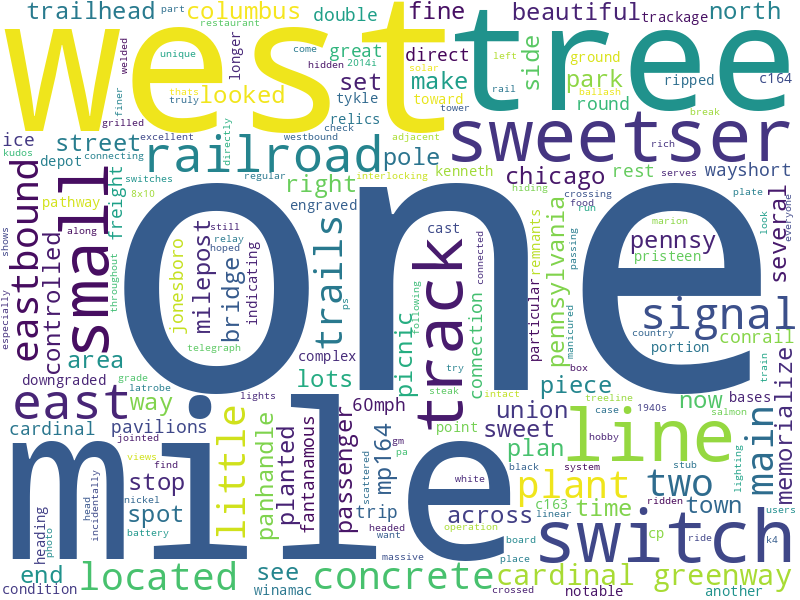 trailhead
part
columbus
restaurant
unique
thats
truly
looked
welded
longer
double
come
hidden
2014i
great
solar
tower
set
fine
direct
make
tykle
relics
beautiful
trackage
north
left
ground
side
rail
toward
park
ballash
ripped
c164
round
break
finer
grilled
west
tree
sweetser
ice
kudos
street
excellent
westbound
check
adjacent
rich
depot
connecting
directly
railroad
pole
interlocking
chicago
crossing
rest
wayshort
switches
8x10
regular
kenneth
hiding
food
serves
plate
everyone
pathway
freight
right
engraved
pennsylvania
run
marion
look
several
eastbound
small
along
still
relay
hoped
one
cast
connected
remnants
manicured
passing
pennsy
pristeen
shows
especially
controlled
throughout
jonesboro
milepost
bridge
indicating
trails
ps
track
connection
particular
signal
telegraph
area
complex
following
picnic
try
country
conrail
box
portion
train
downgraded
grade
latrobe
lots
steak
intact
piece
treeline
memorialize
east
way
lights
60mph
union
case
1940s
now
bases
salmon
cardinal
pavilions
jointed
little
panhandle
planted
fantanamous
passenger
gm
pa
mp164
point
sweet
plan
line
hobby
main
lighting
views
find
stop
scattered
black
system
plant
stub
two
mile
head
incidentally
nickel
spot
trip
white
across
c163
time
ridden
town
users
heading
photo
battery
headed
operation
board
linear
switch
cp
k4
end
located
see
want
massive
place
ride
condition
winamac
concrete
crossed
cardinal
greenway
notable
another